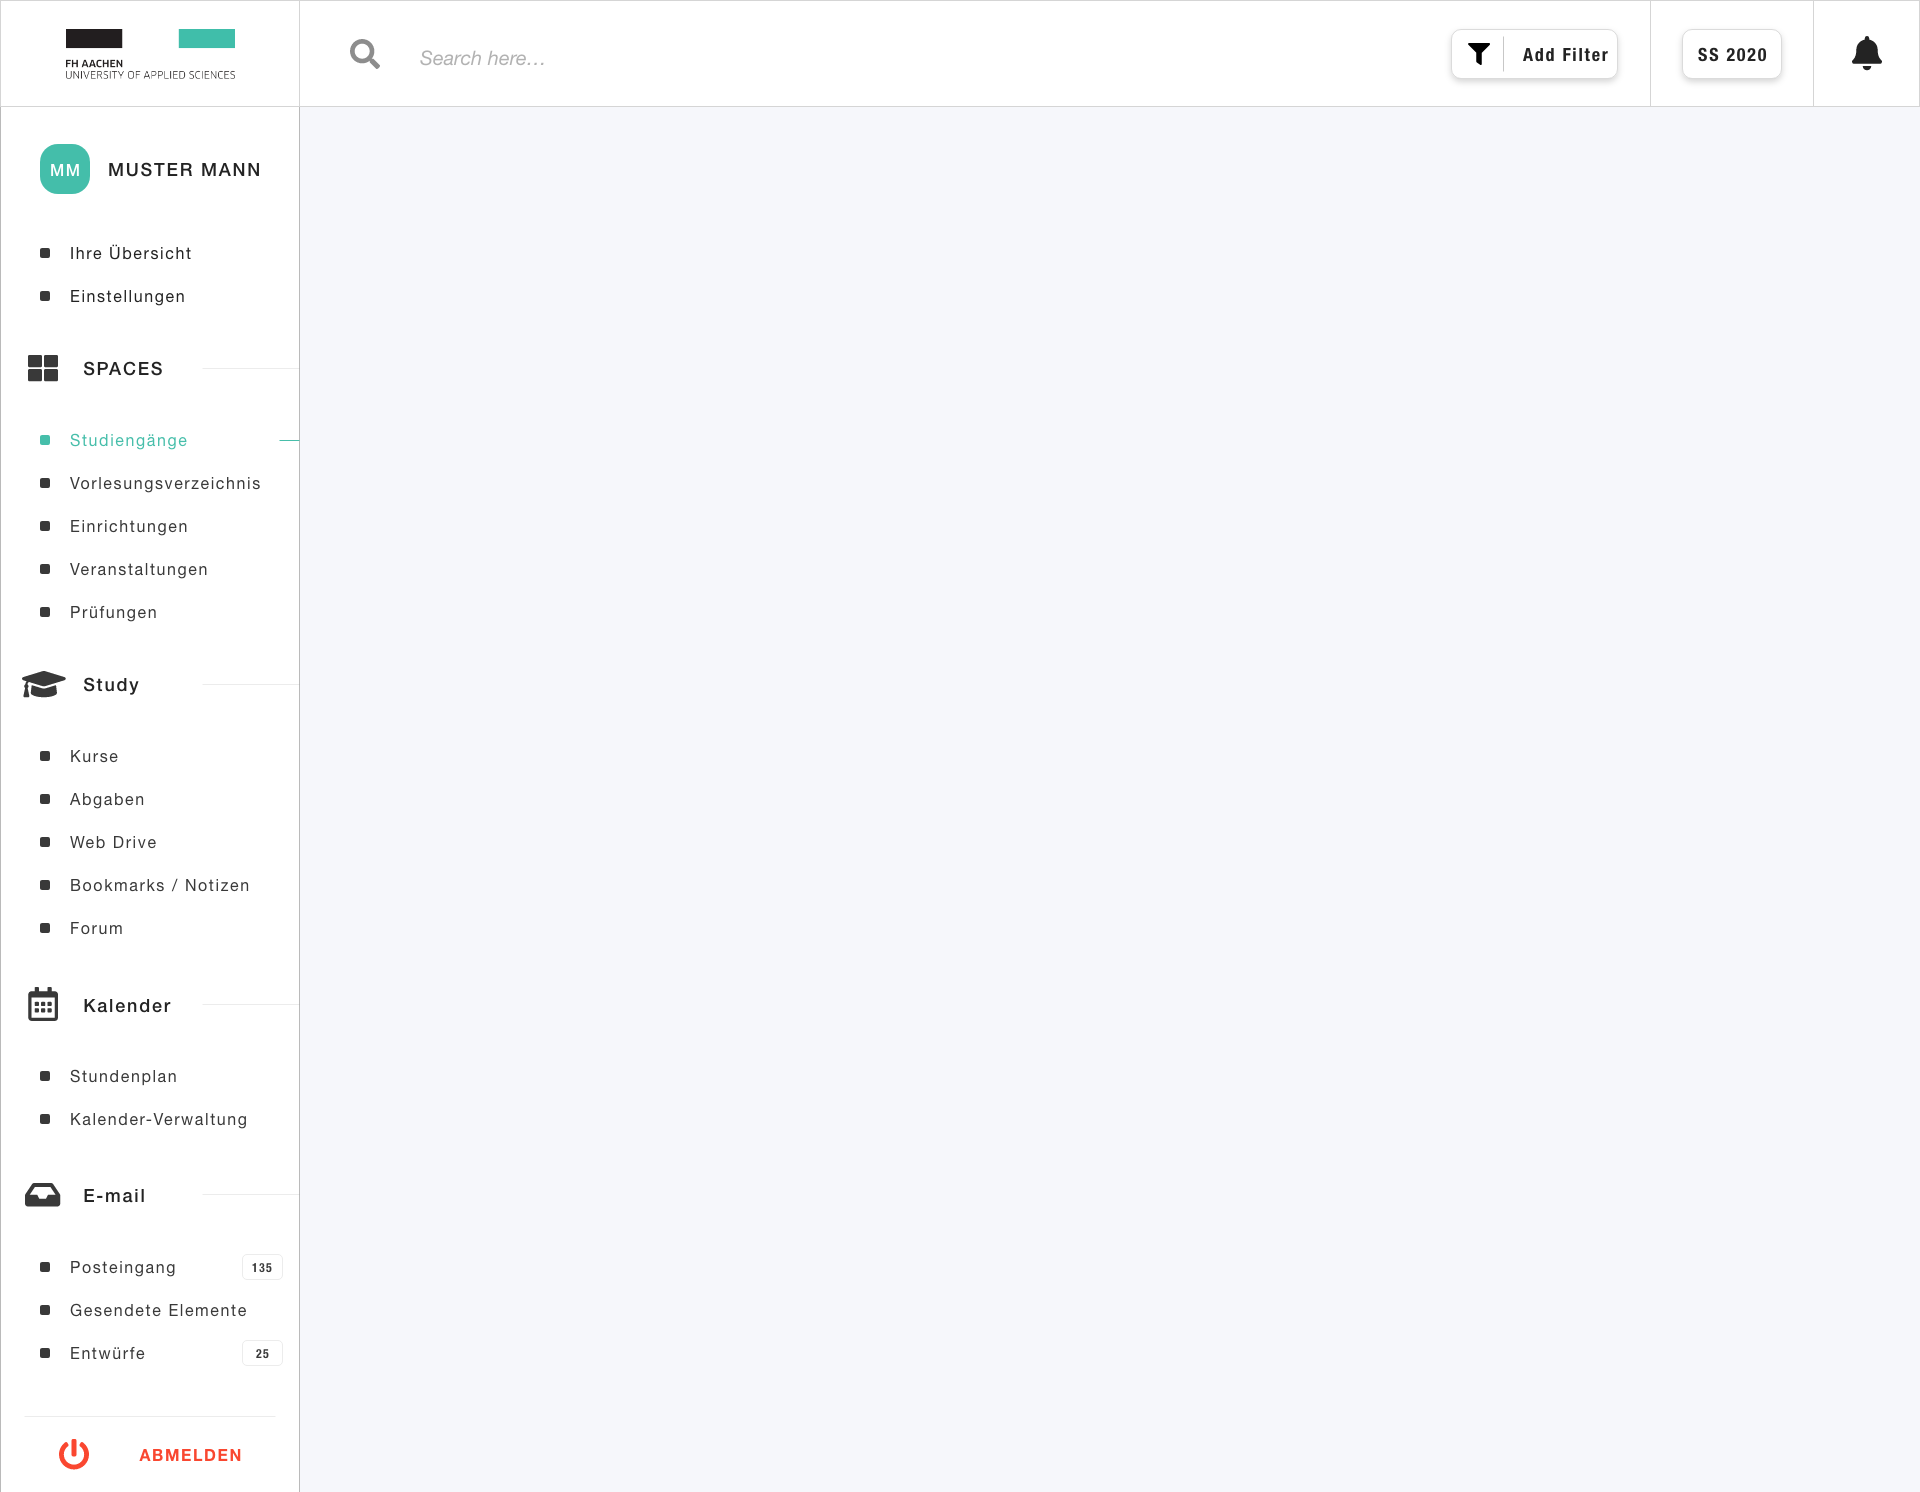 FH AACHEN
UNIVERSITY OF APPLIED SCIENCES
Search here...
Add Filter
SS 2020
MM
MUSTER MANN
Ihre Übersicht
Einstellungen
SPACES
Studiengänge
Vorlesungsverzeichnis
Einrichtungen
Veranstaltungen
Prüfungen
Study
Kurse
Abgaben
Web Drive
Bookmarks / Notizen
Forum
Kalender
Stundenplan
Kalender-Verwaltung
E-mail
Posteingang 135
Gesendete Elemente
Entwürfe 25
ABMELDEN